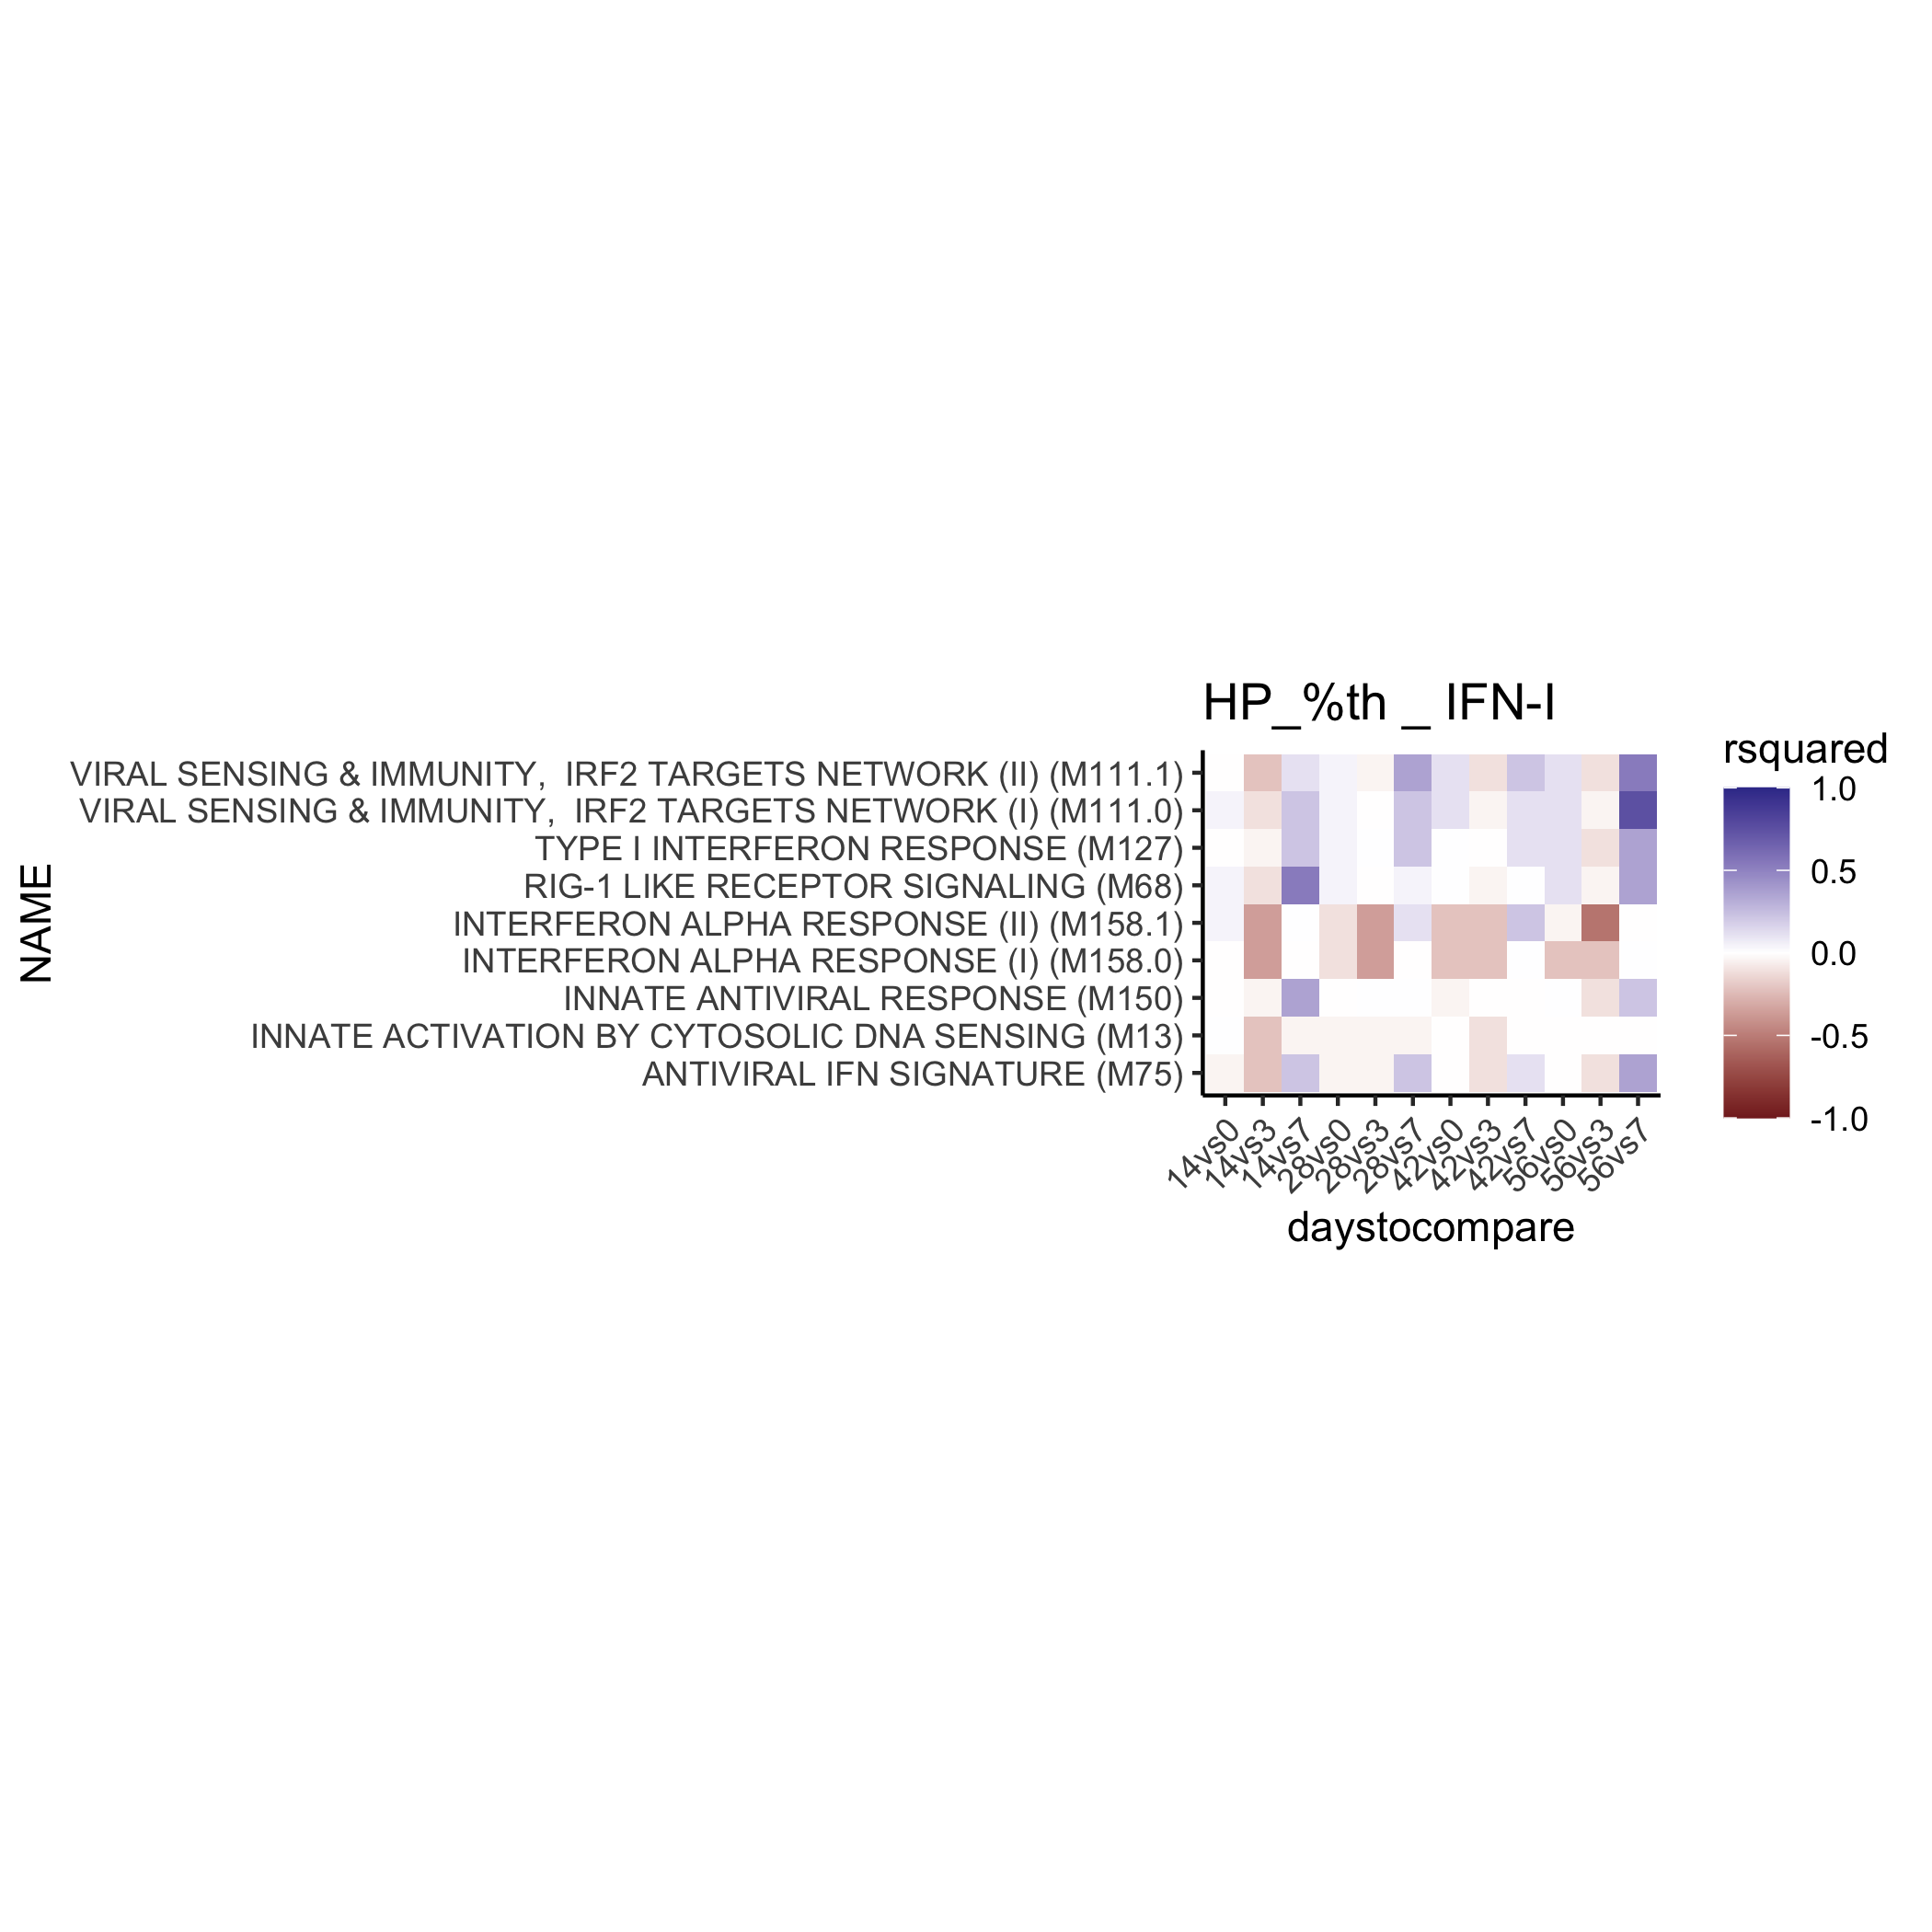 HP_%th _ IFN-I
NAME
VIRAL SENSING & IMMUNITY,  IRF2 TARGETS NETWORK (II) (M111.1)
VIRAL SENSING & IMMUNITY,  IRF2 TARGETS NETWORK (I) (M111.0)
TYPE I INTERFERON RESPONSE (M127)
RIG-1 LIKE RECEPTOR SIGNALING (M68)
INTERFERON ALPHA RESPONSE (II) (M158.1)
INTERFERON ALPHA RESPONSE (I) (M158.0)
INNATE ANTIVIRAL RESPONSE (M150)
INNATE ACTIVATION BY CYTOSOLIC DNA SENSING (M13)
ANTIVIRAL IFN SIGNATURE (M75)
14vs0
14vs3
14vs7
28vs0
28vs3
28vs7
42vs0
42vs3
42vs7
56vs0
56vs3
56vs7
daystocompare
rsquared
1.0
0.5
0.0
-0.5
-1.0